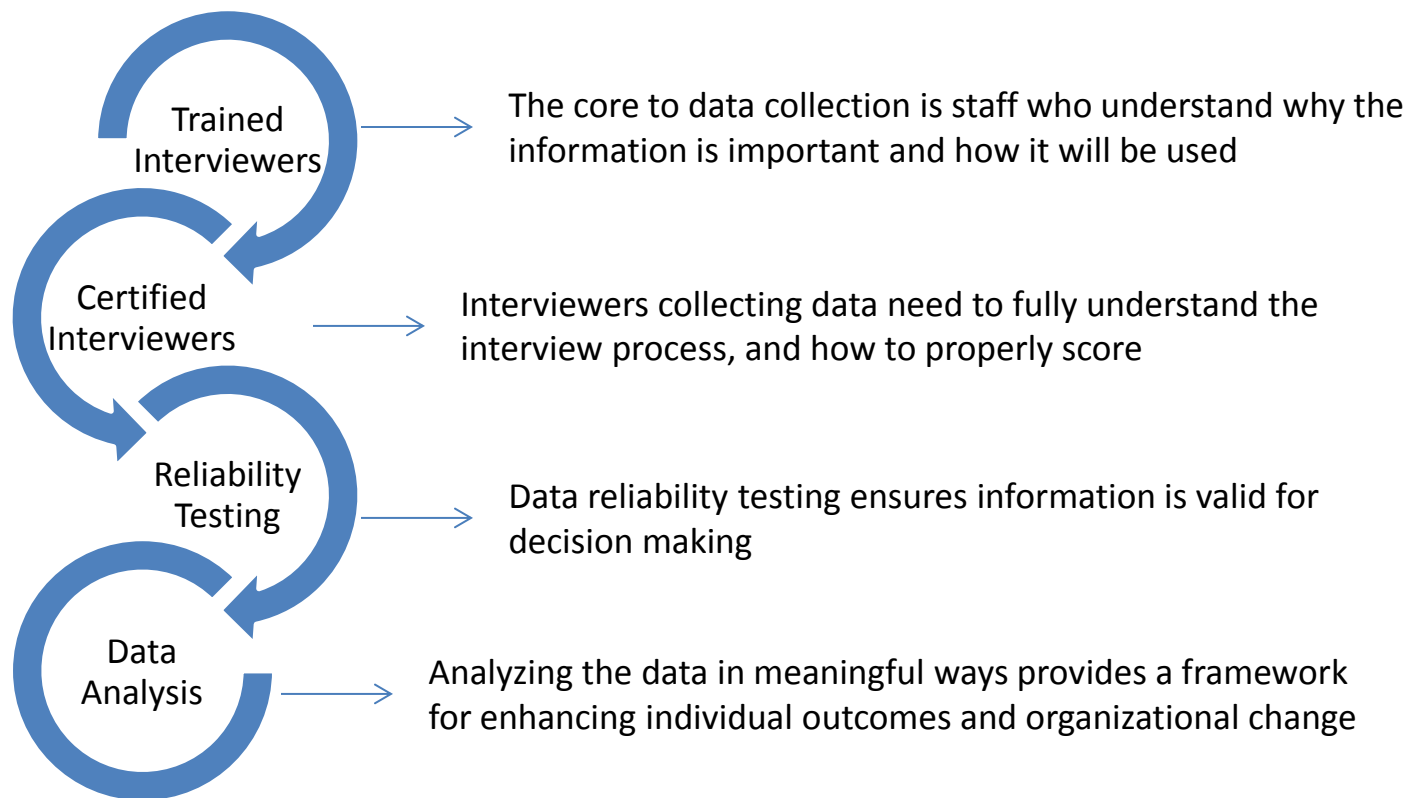 Trained
Interviewers
The core to data collection is staff who understand why the
information is important and how it will be used
Certified
Interviewers
Interviewers collecting data need to fully understand the
interview process, and how to properly score
Reliability
Testing
Data reliability testing ensures information is valid for
decision making
Data
Analysis
Analyzing the data in meaningful ways provides a framework
for enhancing individual outcomes and organizational change